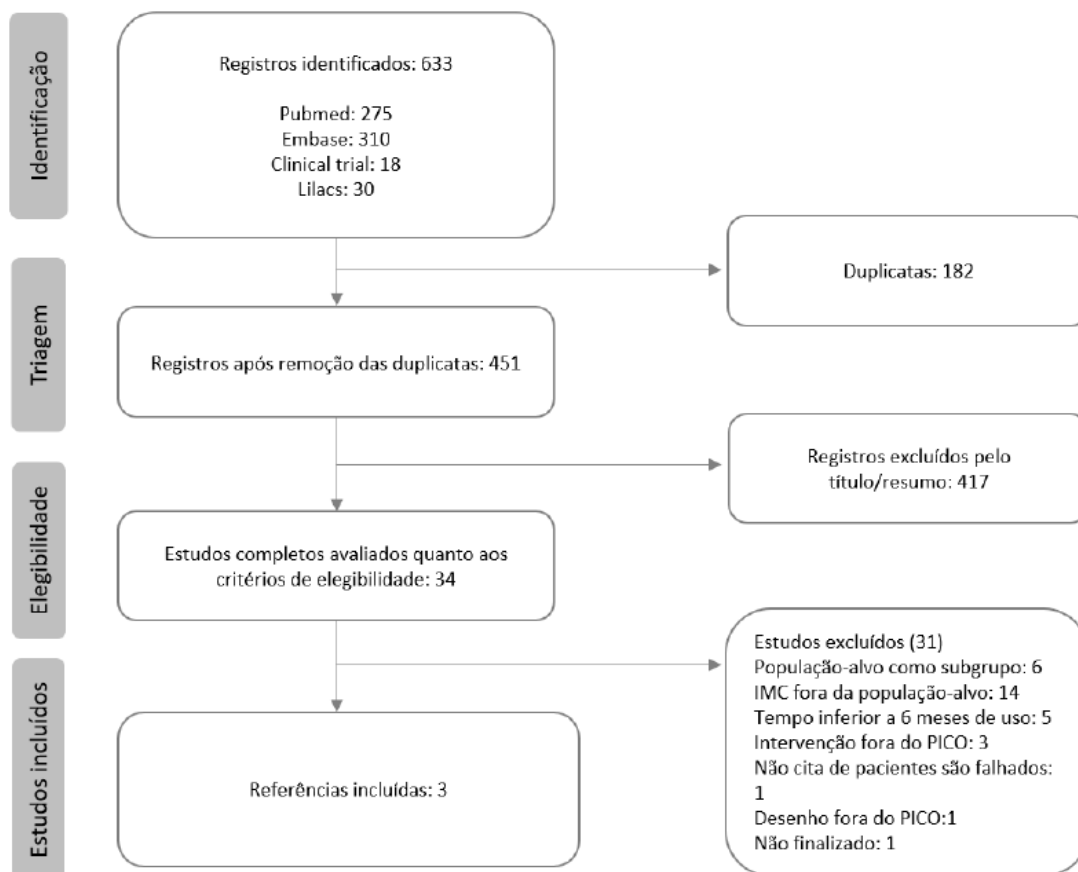 Identificação
Registros identificados: 633
Pubmed: 275
Embase: 310
Clinical trial: 18
Lilacs: 30
Duplicatas: 182
Triagem
Registros após remoção das duplicatas: 451
Registros excluídos pelo
título/resumo: 417
Elegibilidade
Estudos completos avaliados quanto aos
critérios de elegibilidade: 34
Estudos excluídos (31)
População-alvo como subgrupo: 6
IMC fora da população-alvo: 14
Tempo inferior a 6 meses de uso: 5
Intervenção fora do PICO: 3
Não cita de pacientes são falhados:
1
Desenho fora do PICO:1
Não finalizado: 1
Estudos incluídos
Referências incluídas: 3